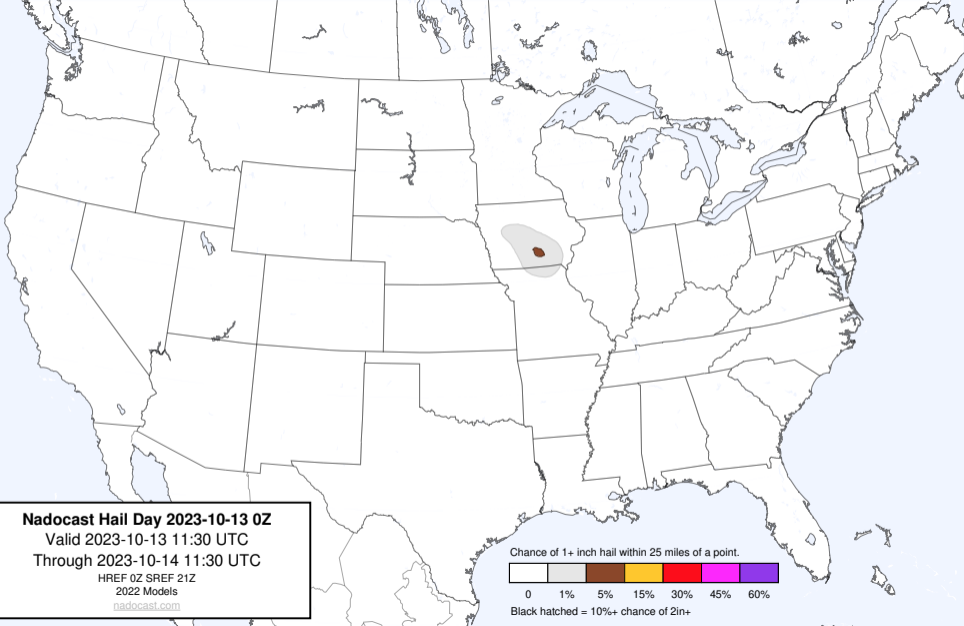 Nadocast Hail Day 2023-10-13 0Z
Valid 2023-10-13 11:30 UTC
Through 2023-10-14 11:30 UTC
HREF 0Z SREF 21Z
2022 Models
nadocast.com
Chance of 1+ inch hail within 25 miles of a point.
0 1% 5% 15% 30% 45% 60%
Black hatched = 10%+ chance of 2in+